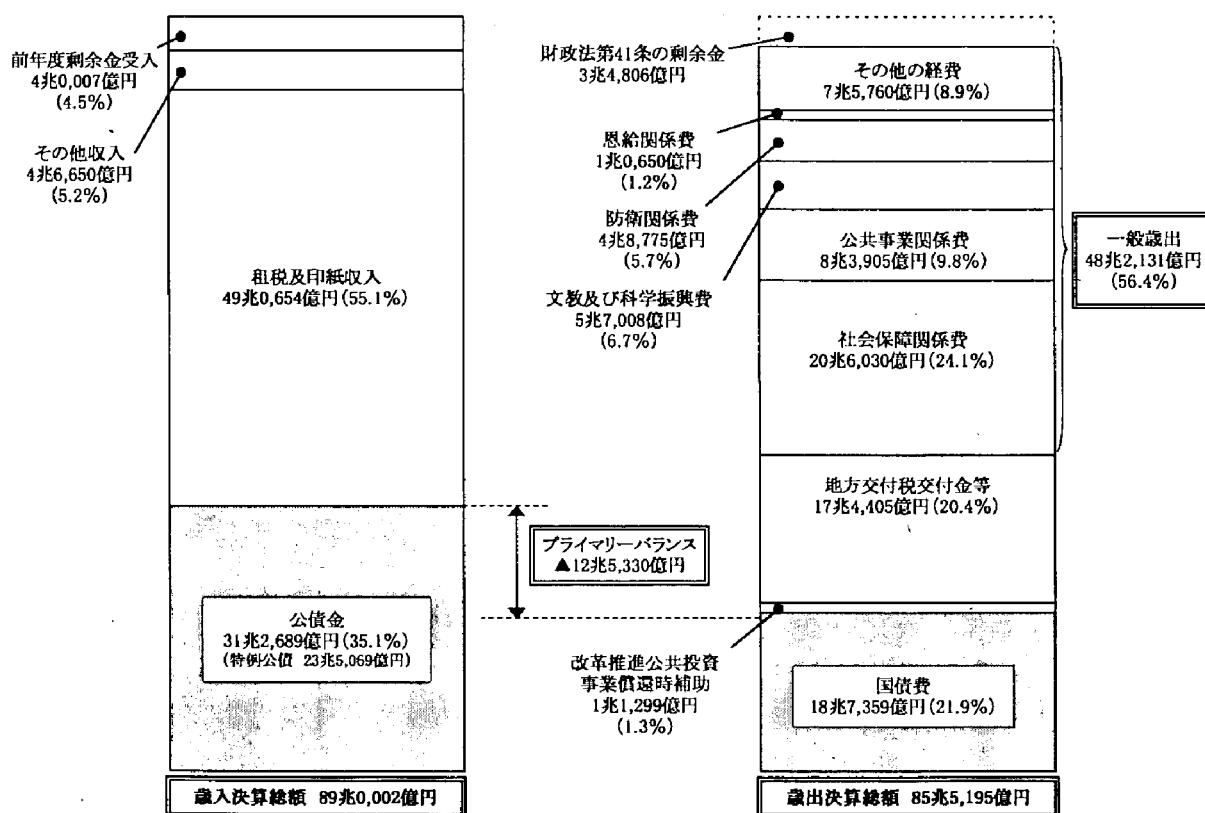 前年度剰余金受入
4兆0,007億円
(4.5%)
その他収入
4兆6,650億円
(5.2%)
租税及印紙収入
49兆0,654億円(55.1%)
公債金
31兆2,689億円(35.1%)
(特例公債 23兆5,069億円)
歳入決算総額 89兆0,002億円
プライマリーバランス
▲12兆5,330億円
財政法第41条の剰余金
3兆4,806億円
その他の経費
7兆5,760億円(8.9%)
恩給関係費
1兆0,650億円
(1.2%)
防衛関係費
4兆8,775億円
(5.7%)
文教及び科学振興費
5兆7,008億円
(6.7%)
公共事業関係費
8兆3,905億円(9.8%)
社会保障関係費
20兆6,030億円(24.1%)
一般歳出
48兆2,131億円
(56.4%)
地方交付税交付金等
17兆4,405億円(20.4%)
改革推進公共投資
事業償還時補助
1兆1,299億円
(1.3%)
国債費
18兆7,359億円(21.9%)
歳出決算総額 85兆5,195億円